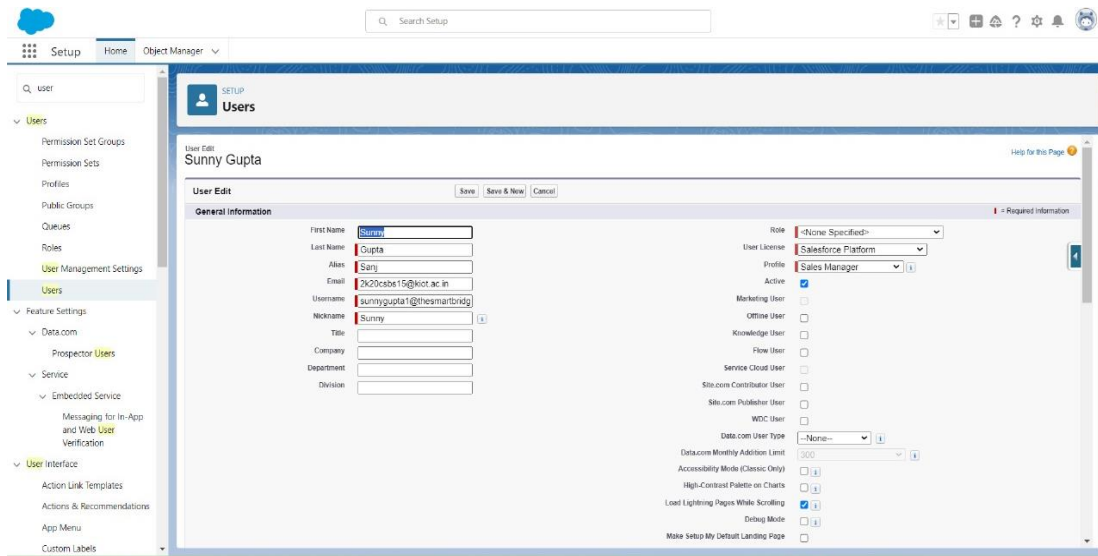 Search Setup
Setup Home Object Manager
user
Users
Permission Set Groups
Permission Sets
Profiles
Public Groups
Queues
Roles
User Management Settings
Users
Feature Settings
Data.com
Prospector Users
Service
Embedded Service
Messaging for In-App
and Web User
Verification
User Interface
Action Link Templates
Actions & Recommendations
App Menu
Custom Labels
SETUP
Users
User Edit
Sunny Gupta
Help for this Page
User Edit Save Save & New Cancel
General Information = Required Information
First Name Sunny
Last Name Gupta
Alias Sanj
Email 2k20csbs15@kiot.ac.in
Username sunnygupta1@thesmartbridg
Nickname Sunny
Title
Company
Department
Division
Role <None Specified>
User License Salesforce Platform
Profile Sales Manager
Active
Marketing User
Offline User
Knowledge User
Flow User
Service Cloud User
Site.com Contributor User
Site.com Publisher User
WDC User
Data.com User Type --None--
Data.com Monthly Addition Limit 300
Accessibility Mode (Classic Only)
High-Contrast Palette on Charts
Load Lightning Pages While Scrolling
Debug Mode
Make Setup My Default Landing Page